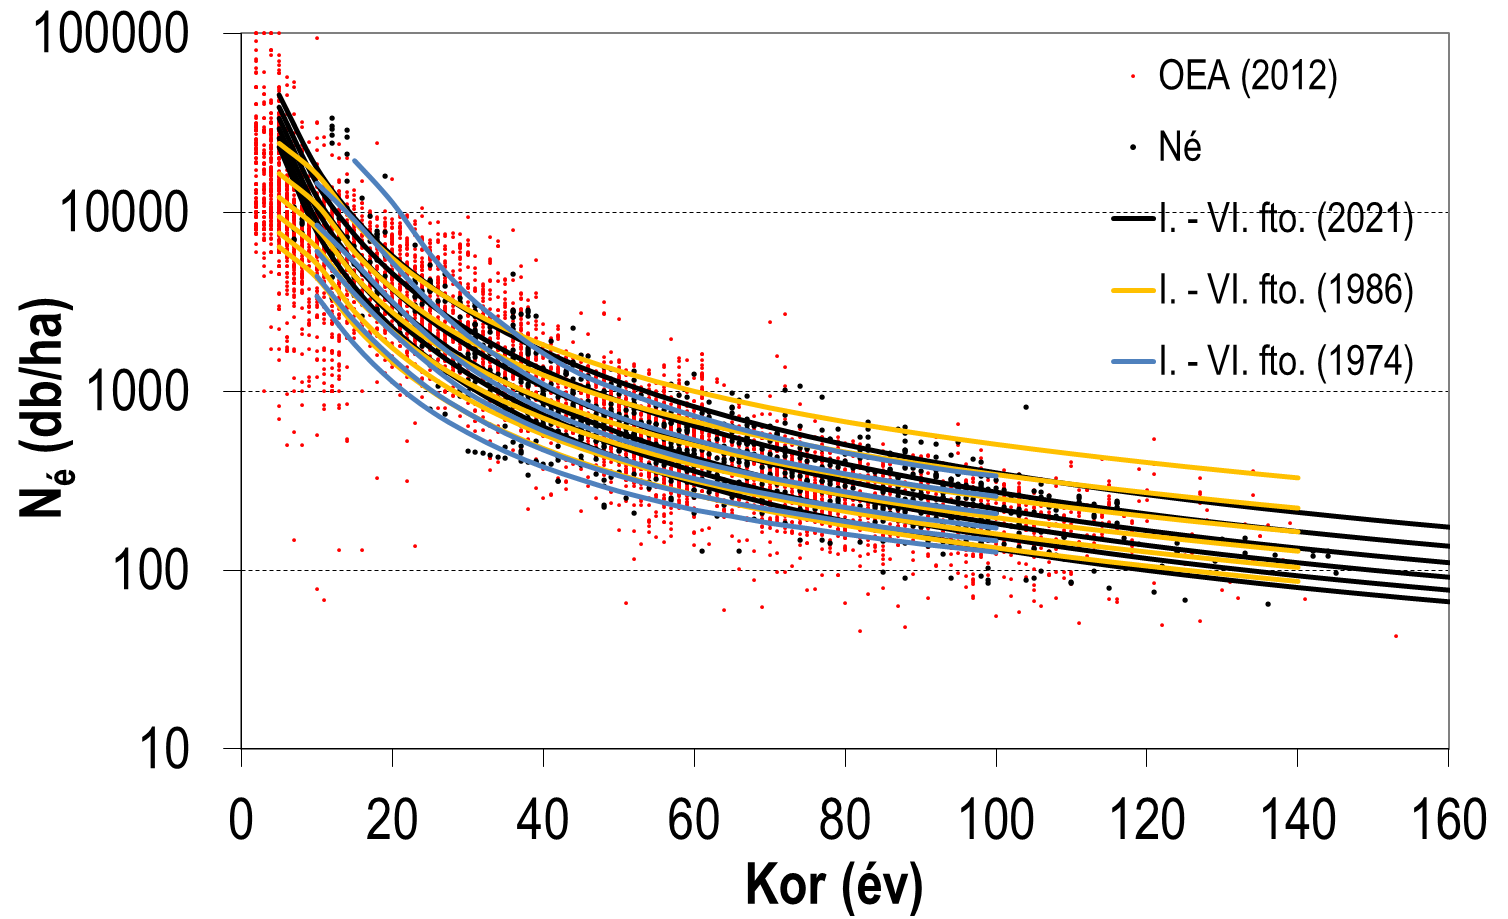 100000
10000
1000
100
10
Né (db/ha)
OEA (2012)
Né
I. - VI. fto. (2021)
I. - VI. fto. (1986)
I. - VI. fto. (1974)
0 20 40 60 80 100 120 140 160
Kor (év)